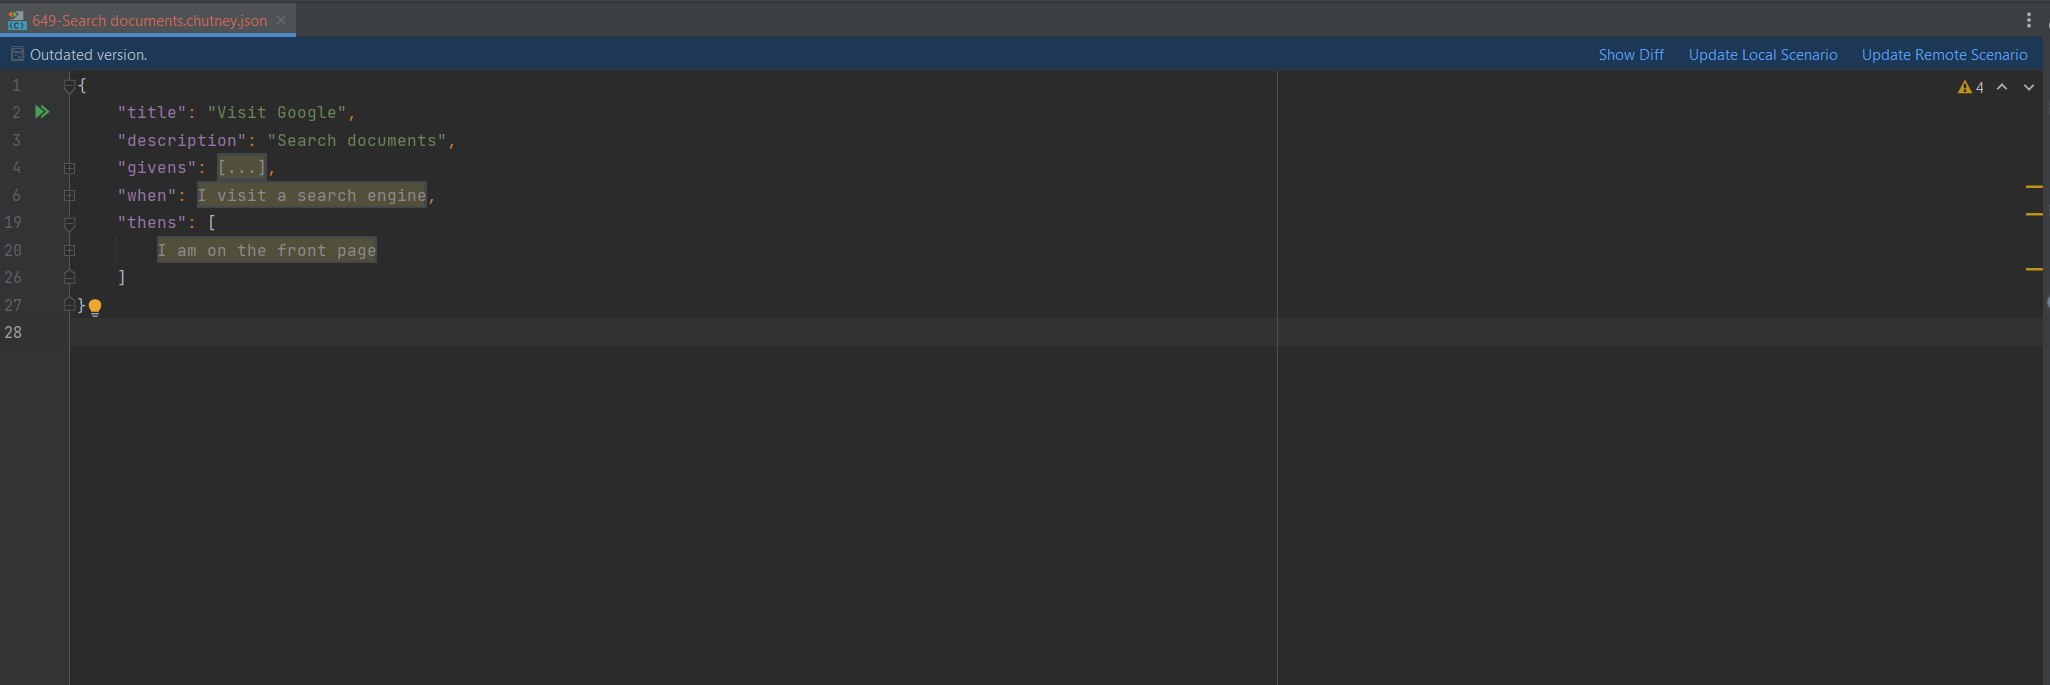 649-Search documents.chutney.json
Outdated version. Show Diff Update Local Scenario Update Remote Scenario
1 {
4
2 "title": "Visit Google",
3 "description": "Search documents",
4 "givens": [...],
6 "when": I visit a search engine,
19 "thens": [
20 I am on the front page
26 ]
27 }
28